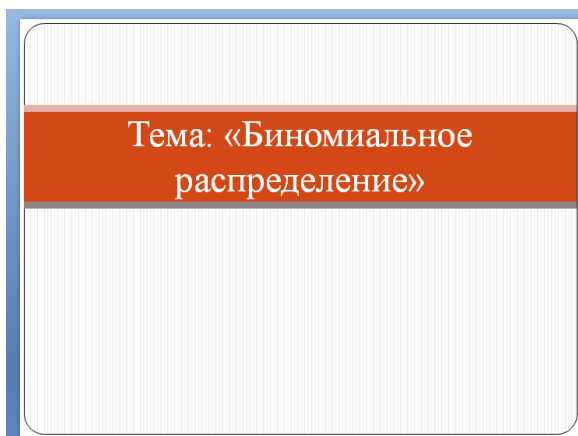 Тема: «Биномиальное
распределение»